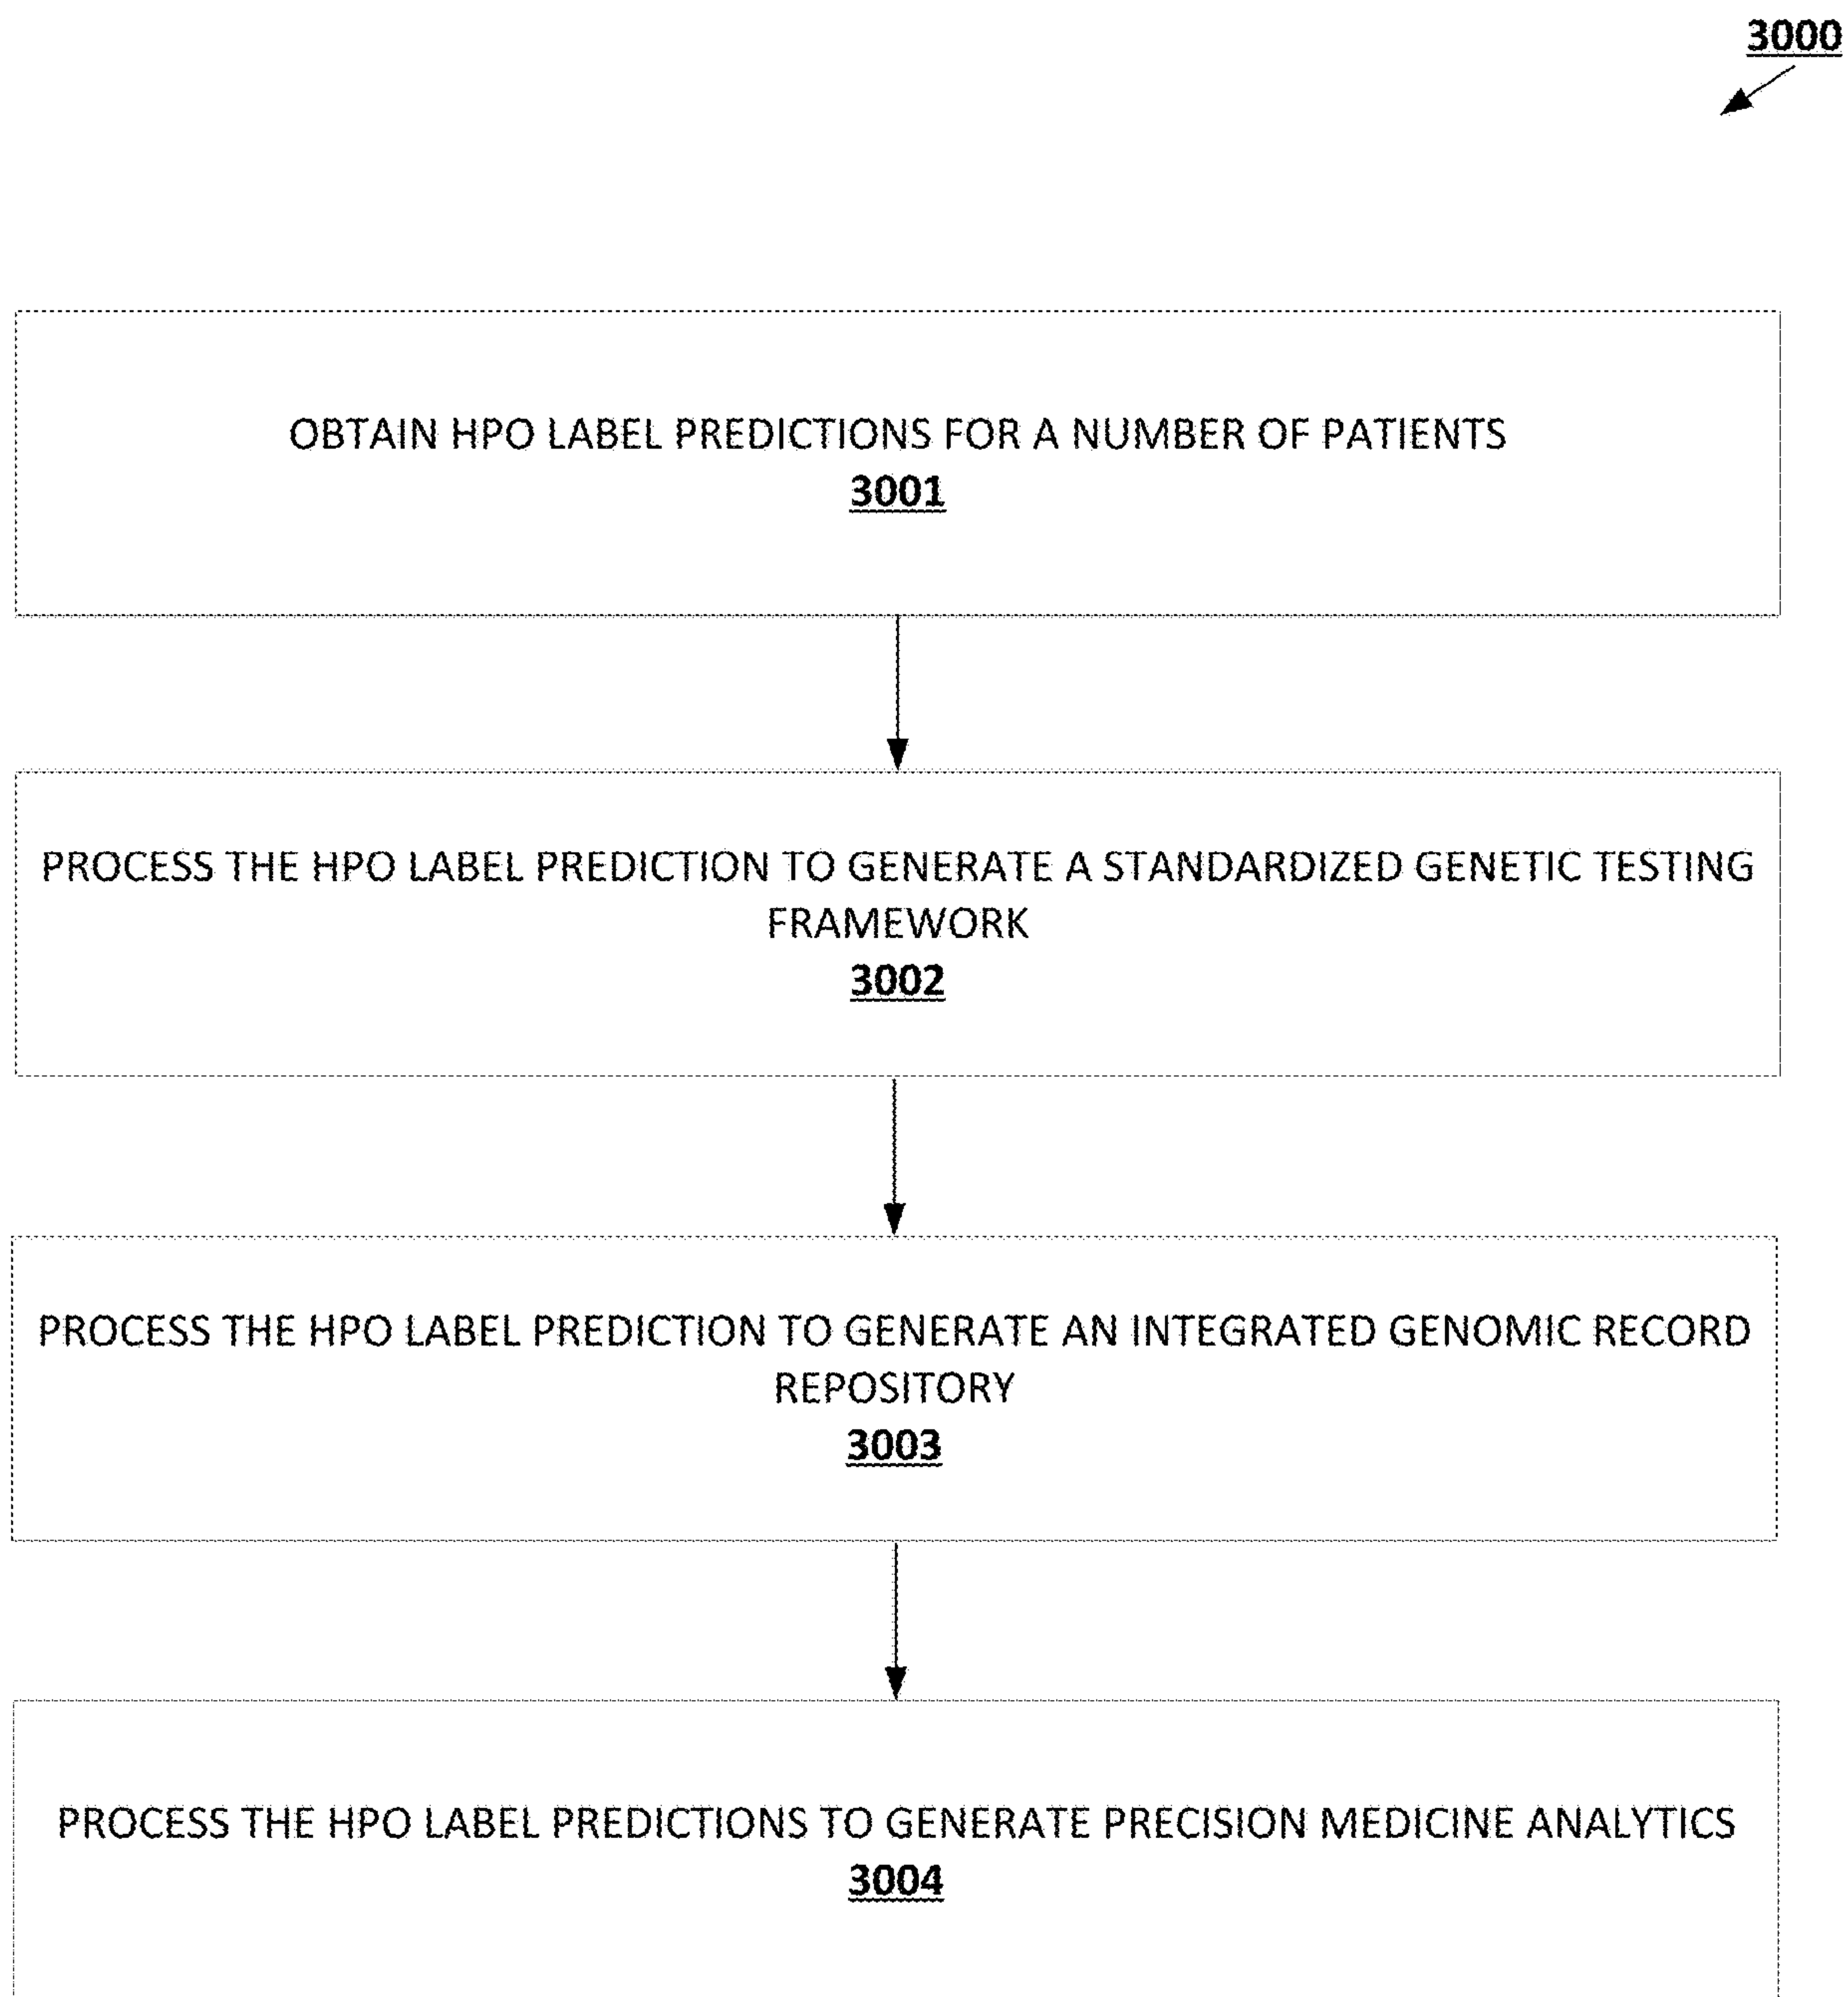 3000
OBTAIN HPO LABEL PREDICTIONS FOR A NUMBER OF PATIENTS
3001
PROCESS THE HPO LABEL PREDICTION TO GENERATE A STANDARDIZED GENETIC TESTING
FRAMEWORK
3002
PROCESS THE HPO LABEL PREDICTION TO GENERATE AN INTEGRATED GENOMIC RECORD
REPOSITORY
3003
PROCESS THE HPO LABEL PREDICTIONS TO GENERATE PRECISION MEDICINE ANALYTICS
3004